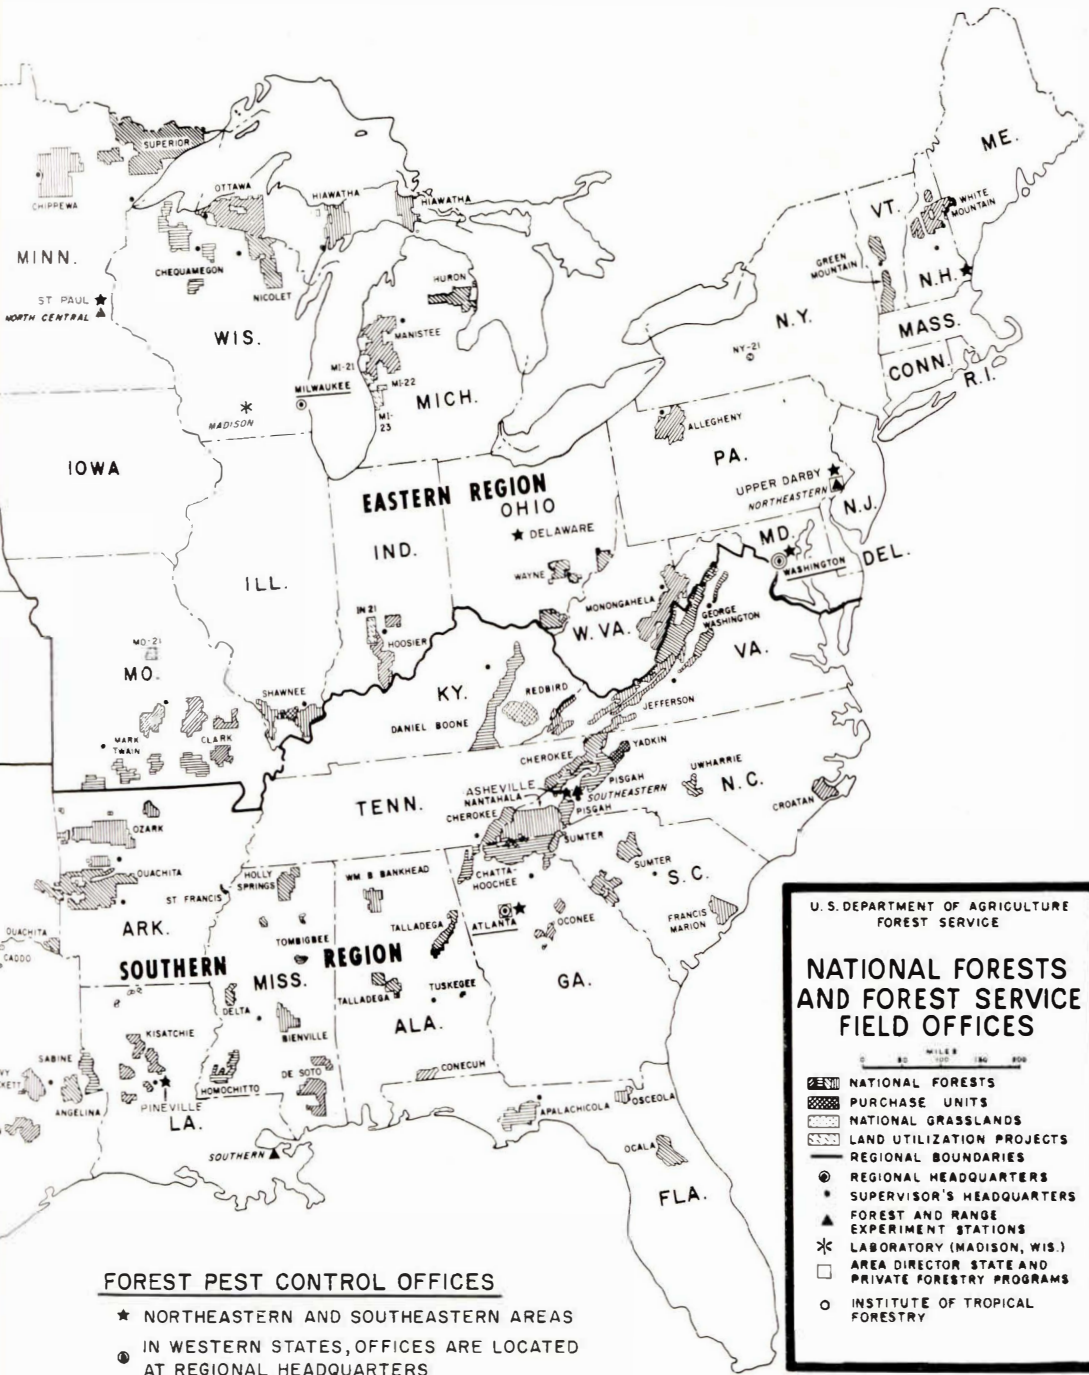 ME.
SUPERIOR
OTTAWA
HIAWATHA
HIAWATHA
WHITE
MOUNTAIN
CHIPPEWA
VT.
MINN.
GREEN
MOUNTAIN
CHEQUAMEGON
NICOLET
HURON
N.H.
ST PAUL
NORTH CENTRAL
WIS.
MANISTEE
N.Y.
MASS.
NY-21
CONN.
R.I.
MI-21
MI-22
MILWAUKEE
MICH.
MI-
23
MADISON
ALLEGHENY
IOWA
PA.
EASTERN REGION
UPPER DARBY
NORTHEASTERN
OHIO
N.J.
DELAWARE
MD.
IND.
DEL.
WASHINGTON
WAYNE
ILL.
MONONGAHELA
IN 21
GEORGE
WASHINGTON
HOOSIER
W. VA.
MO-21
VA.
MO.
SHAWNEE
KY.
REDBIRD
JEFFERSON
DANIEL BOONE
MARK
TWAIN
CLARK
CHEROKEE
YADKIN
UWHARRIE
PISGAH
ASHEVILLE
SOUTHEASTERN
N.C.
NANTAHALA
TENN.
CHEROKEE
PISGAH
CROATAN
OZARK
SUMTER
SUMTER
OUACHITA
HOLLY
SPRINGS
WM B BANKHEAD
CHATTA-
HOOCHEE
S.C.
ST FRANCIS
ARK.
TALLADEGA
ATLANTA
OCONEE
FRANCIS
MARION
OUACHITA
CADDO
TOMBIGBEE
SOUTHERN REGION
MISS.
TUSKEGEE
GA.
TALLADEGA
DELTA
ALA.
KISATCHIE
BIENVILLE
SABINE
CONECUH
DE SOTO
HOMOCHITTO
ANGELINA
PINEVILLE
APALACHICOLA
OSCEOLA
LA.
SOUTHERN
OCALA
FLA.
FOREST PEST CONTROL OFFICES
NORTHEASTERN AND SOUTHEASTERN AREAS
IN WESTERN STATES, OFFICES ARE LOCATED
AT REGIONAL HEADQUARTERS
U.S. DEPARTMENT OF AGRICULTURE
FOREST SERVICE
NATIONAL FORESTS
AND FOREST SERVICE
FIELD OFFICES
MILES
0 50 100 150 200
NATIONAL FORESTS
PURCHASE UNITS
NATIONAL GRASSLANDS
LAND UTILIZATION PROJECTS
REGIONAL BOUNDARIES
REGIONAL HEADQUARTERS
SUPERVISOR'S HEADQUARTERS
FOREST AND RANGE
EXPERIMENT STATIONS
LABORATORY (MADISON, WIS.)
AREA DIRECTOR STATE AND
PRIVATE FORESTRY PROGRAMS
INSTITUTE OF TROPICAL
FORESTRY